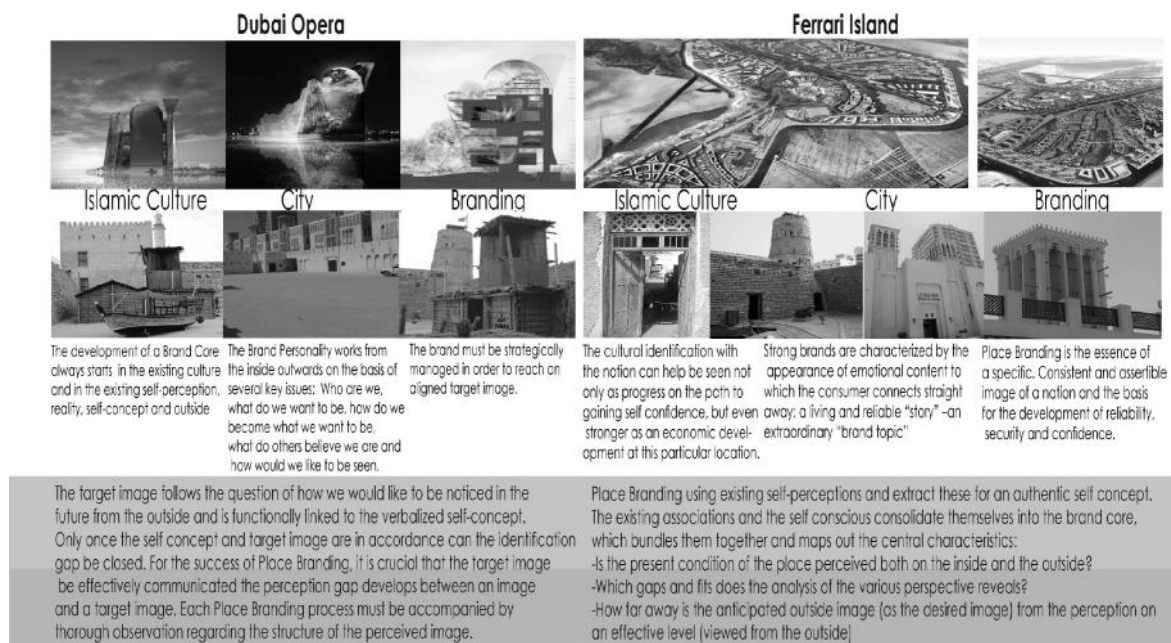 Dubai Opera
Islamic Culture
City
Branding
The development of a Brand Core
always starts in the existing culture
and in the existing self-perception,
reality, self-concept and outside
The Brand Personality works from
the inside outwards on the basis of
several key issues: Who are we,
what do we want to be, how do we
become what we want to be,
what do others believe we are and
how would we like to be seen.
The brand must be strategically
managed in order to reach an
aligned target image.
The target image follows the question of how we would like to be noticed in the
future from the outside and is functionally linked to the verbalized self-concept.
Only once the self concept and target image are in accordance can the identification
gap be closed. For the success of Place Branding, it is crucial that the target image
be effectively communicated the perception gap develops between an image
and a target image. Each Place Branding process must be accompanied by
thorough observation regarding the structure of the perceived image.
Ferrari Island
Islamic Culture
City
Branding
The cultural identification with
the nation can help be seen not
only as progress on the path to
gaining self confidence, but even
stronger as an economic devel-
opment at this particular location.
Strong brands are characterized by the
appearance of emotional content to
which the consumer connects straight
away: a living and reliable “story” -an
extraordinary “brand topic”
Place Branding is the essence of
a specific. Consistent and assertible
image of a nation and the basis
for the development of reliability,
security and confidence.
Place Branding using existing self-perceptions and extract these for an authentic self concept.
The existing associations and the self conscious consolidate themselves into the brand core,
which bundles them together and maps out the central characteristics:
-Is the present condition of the place perceived both on the inside and the outside?
-Which gaps and fits does the analysis of the various perspective reveals?
-How far away is the anticipated outside image (as the desired image) from the perception on
an effective level (viewed from the outside)